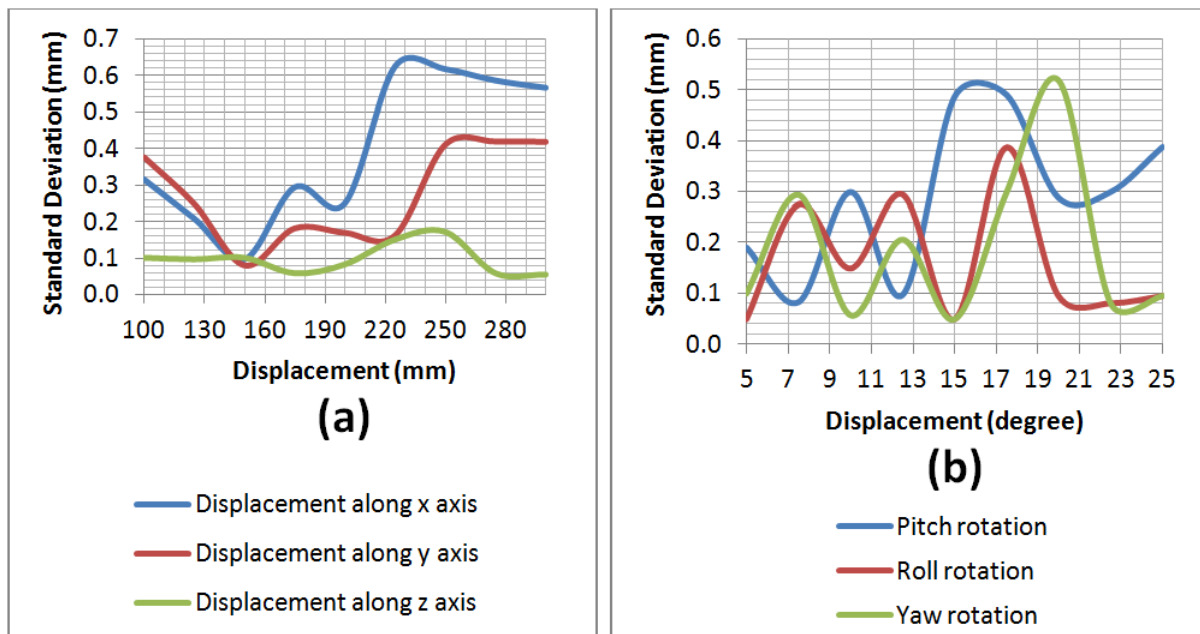 0.7
0.6
0.5
0.4
0.3
0.2
0.1
0.0
Standard Deviation (mm)
100 130 160 190 220 250 280
Displacement (mm)
(a)
Displacement along x axis
Displacement along y axis
Displacement along z axis
0.6
0.5
0.4
0.3
0.2
0.1
0.0
Standard Deviation (mm)
5 7 9 11 13 15 17 19 21 23 25
Displacement (degree)
(b)
Pitch rotation
Roll rotation
Yaw rotation